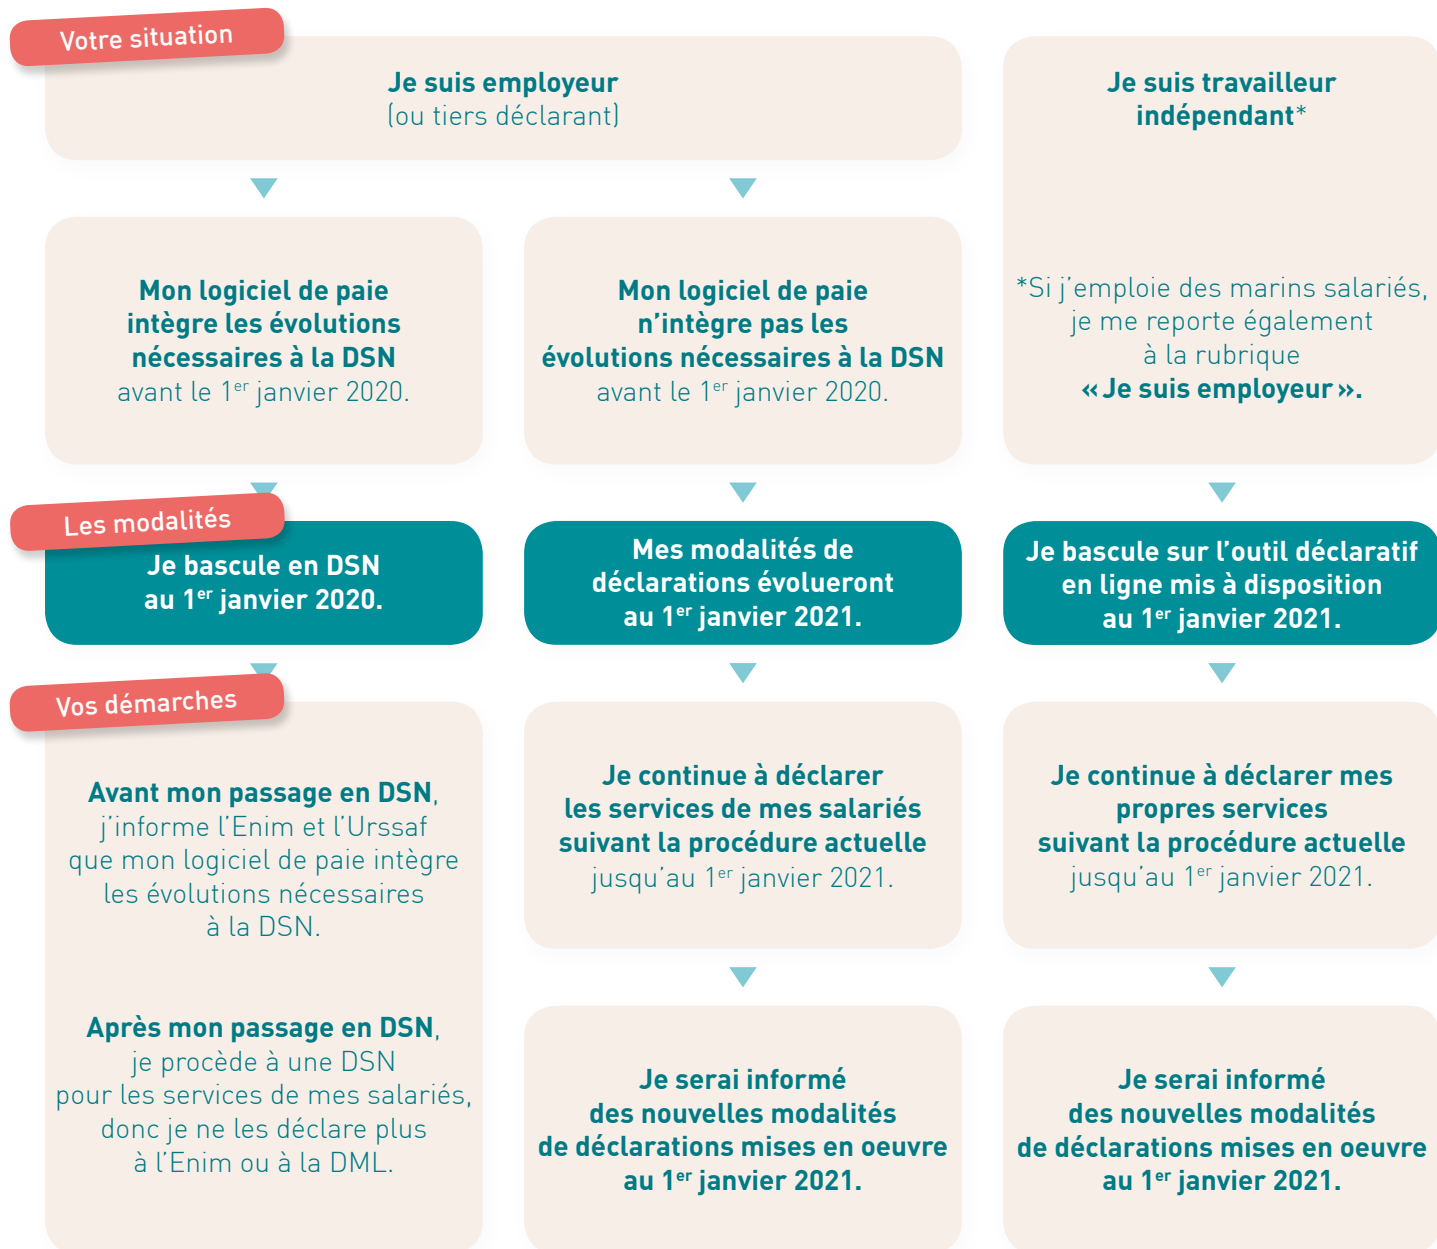 Votre situation
Je suis employeur
(ou tiers déclarant)
Je suis travailleur
indépendant*
*Si j’emploie des marins salariés,
je me reporte également
à la rubrique
« Je suis employeur ».
Mon logiciel de paie
intègre les évolutions
nécessaires à la DSN
avant le 1er janvier 2020.
Mon logiciel de paie
n’intègre pas les
évolutions nécessaires à la DSN
avant le 1er janvier 2020.
Les modalités
Je bascule en DSN
au 1er janvier 2020.
Mes modalités de
déclarations évolueront
au 1er janvier 2021.
Je bascule sur l’outil déclaratif
en ligne mis à disposition
au 1er janvier 2021.
Vos démarches
Avant mon passage en DSN,
j’informe l’Enim et l’Urssaf
que mon logiciel de paie intègre
les évolutions nécessaires
à la DSN.
Après mon passage en DSN,
je procède à une DSN
pour les services de mes salariés,
donc je ne les déclare plus
à l’Enim ou à la DML.
Je continue à déclarer
les services de mes salariés
suivant la procédure actuelle
jusqu’au 1er janvier 2021.
Je serai informé
des nouvelles modalités
de déclarations mises en oeuvre
au 1er janvier 2021.
Je continue à déclarer mes
propres services
suivant la procédure actuelle
jusqu’au 1er janvier 2021.
Je serai informé
des nouvelles modalités
de déclarations mises en oeuvre
au 1er janvier 2021.